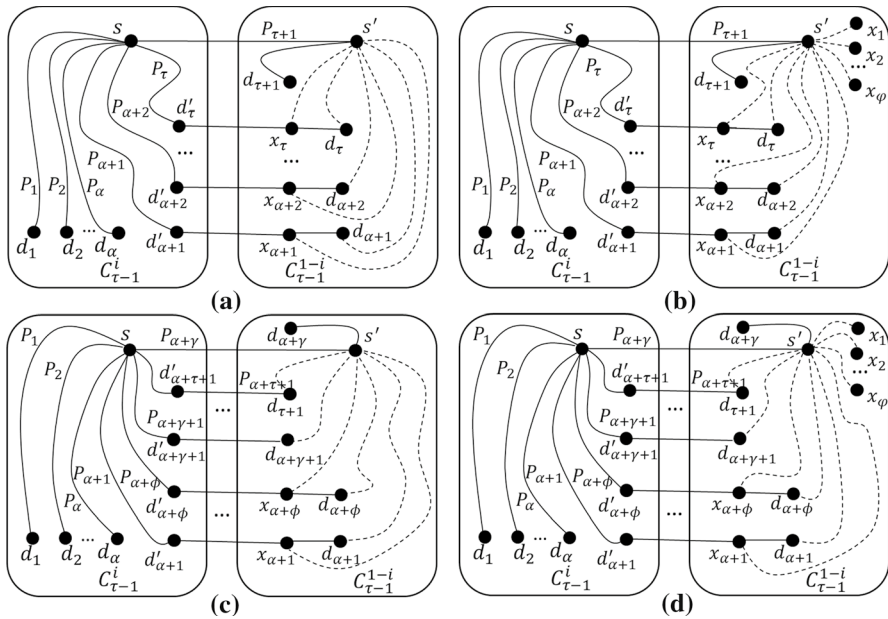 s P_{τ+1} s′
P_τ d_{τ+1}
P_{α+2} d′_τ
x_τ d_τ
P_{α+1} ... ...
P_1 P_2 P_α d′_{α+2} x_{α+2} d_{α+2}
d_1 d_2 ... d_α d′_{α+1} x_{α+1} d_{α+1}
C^i_{τ−1} C^{1−i}_{τ−1}
(a)
s P_{τ+1} s′ x_1
x_2
...
x_φ
P_τ d_{τ+1}
P_{α+2} d′_τ
x_τ d_τ
P_{α+1} ... ...
P_1 P_2 P_α d′_{α+2} x_{α+2} d_{α+2}
d_1 d_2 ... d_α d′_{α+1} x_{α+1} d_{α+1}
C^i_{τ−1} C^{1−i}_{τ−1}
(b)
P_1 s P_{α+γ} d_{α+γ} s′
P_2 d′_{α+τ+1} P_{α+τ+1}
... d_{τ+1}
P_{α+γ+1}
d′_{α+γ+1} d_{α+γ+1}
P_{α+1} P_{α+ϕ}
P_α d′_{α+ϕ} ... x_{α+ϕ} d_{α+ϕ}
d_1 d_2 ... d_α d′_{α+1} x_{α+1} d_{α+1}
C^i_{τ−1} C^{1−i}_{τ−1}
(c)
P_1 s P_{α+γ} d_{α+γ} s′ x_1
x_2
...
x_φ
P_2 d′_{α+τ+1} P_{α+τ+1}
... d_{τ+1}
P_{α+γ+1}
d′_{α+γ+1} d_{α+γ+1}
P_{α+1} P_{α+ϕ}
P_α d′_{α+ϕ} ... x_{α+ϕ} d_{α+ϕ}
d_1 d_2 ... d_α d′_{α+1} x_{α+1} d_{α+1}
C^i_{τ−1} C^{1−i}_{τ−1}
(d)